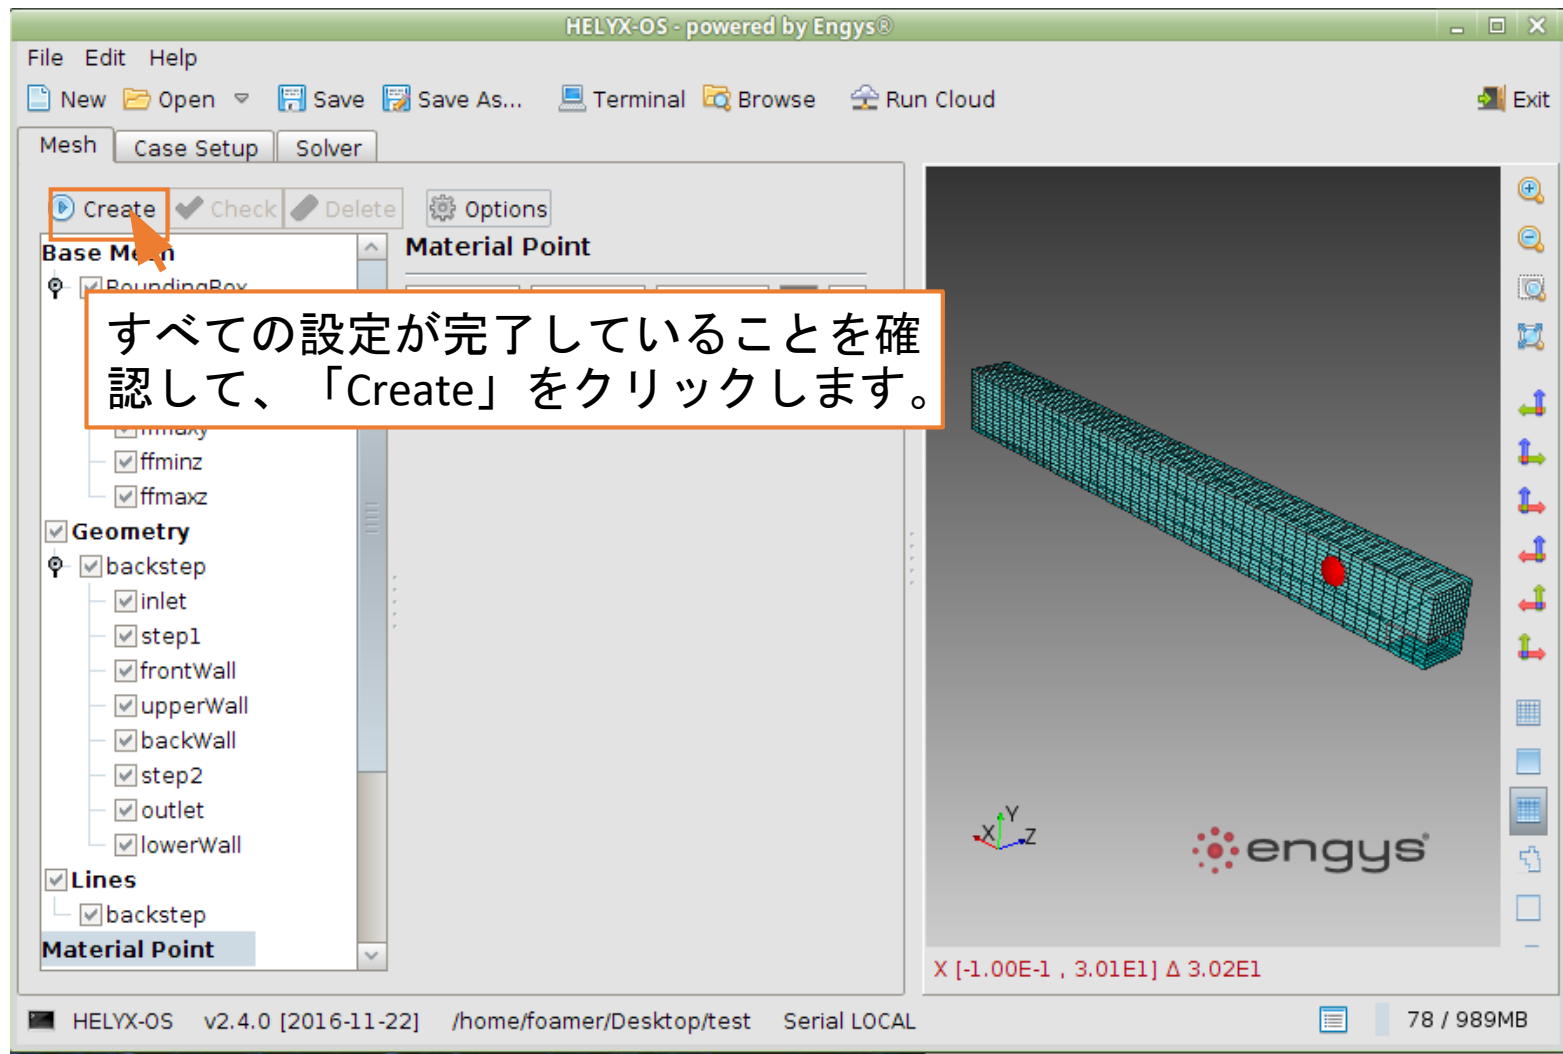 HELYX-OS - powered by Engys®
File Edit Help
New Open Save Save As... Terminal Browse Run Cloud Exit
Mesh Case Setup Solver
Create Check Delete Options
Base Mesh
Material Point
BoundingBox
すべての設定が完了していることを確
認して、「Create」をクリックします。
ffmaxy
ffminz
ffmaxz
Geometry
backstep
inlet
step1
frontWall
upperWall
backWall
step2
outlet
lowerWall
Lines
backstep
Material Point
Y
X Z
engys
X [-1.00E-1 , 3.01E1] Δ 3.02E1
HELYX-OS v2.4.0 [2016-11-22] /home/foamer/Desktop/test Serial LOCAL 78 / 989MB